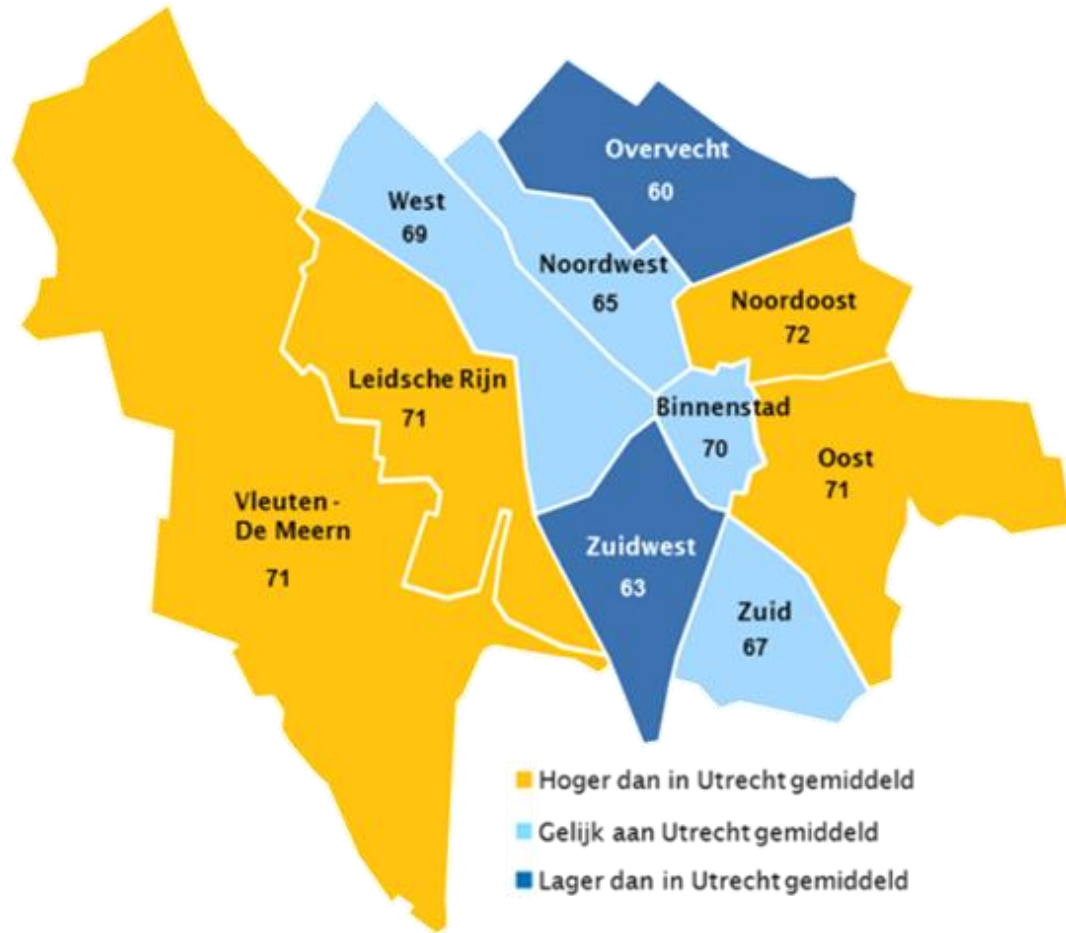 Overvecht
60
West
69
Noordwest
65
Noordoost
72
Leidsche Rijn
71
Binnenstad
70
Oost
71
Vleuten -
De Meern
71
Zuidwest
63
Zuid
67
Hoger dan in Utrecht gemiddeld
Gelijk aan Utrecht gemiddeld
Lager dan in Utrecht gemiddeld